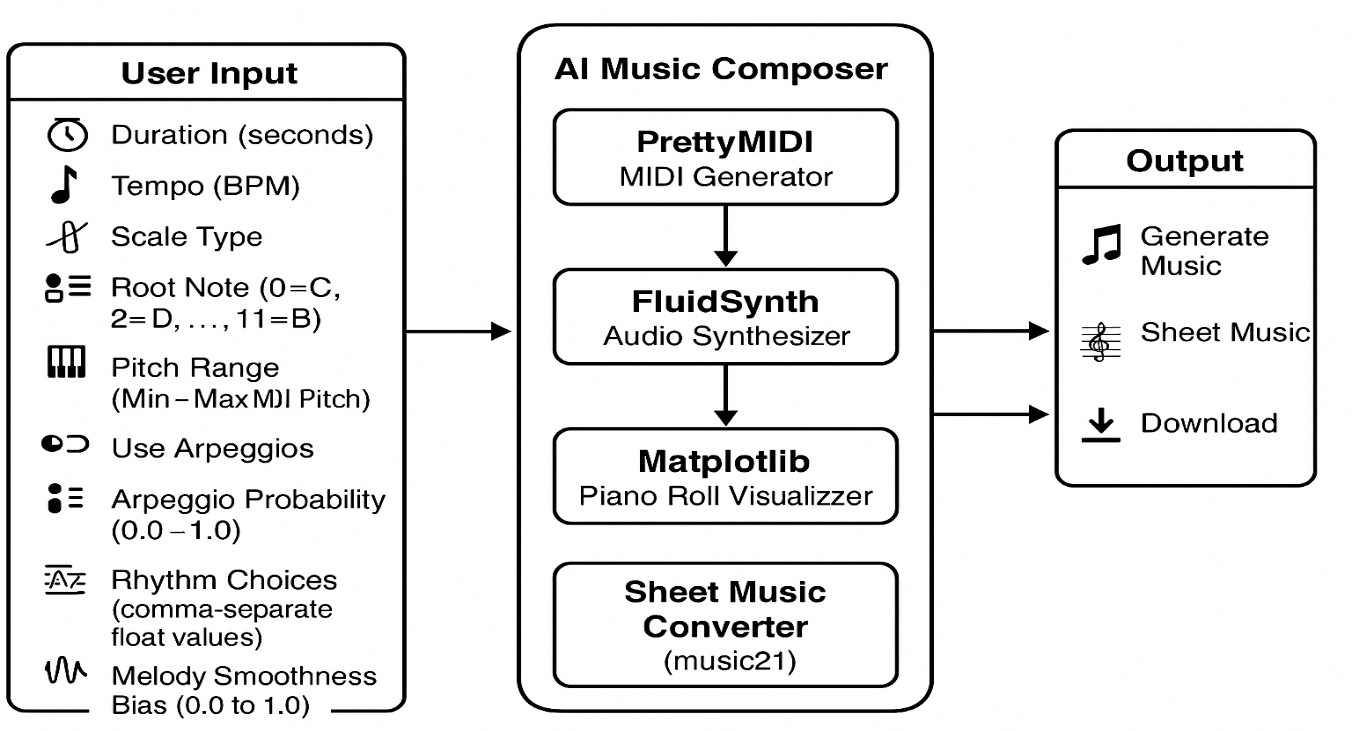 User Input
Duration (seconds)
Tempo (BPM)
Scale Type
Root Note (0=C,
2=D, ..., 11=B)
Pitch Range
(Min–Max MJI Pitch)
Use Arpeggios
Arpeggio Probability
(0.0–1.0)
Rhythm Choices
(comma-separate
float values)
Melody Smoothness
Bias (0.0 to 1.0)
AI Music Composer
PrettyMIDI
MIDI Generator
FluidSynth
Audio Synthesizer
Matplotlib
Piano Roll Visualizzer
Sheet Music
Converter
(music21)
Output
Generate
Music
Sheet Music
Download